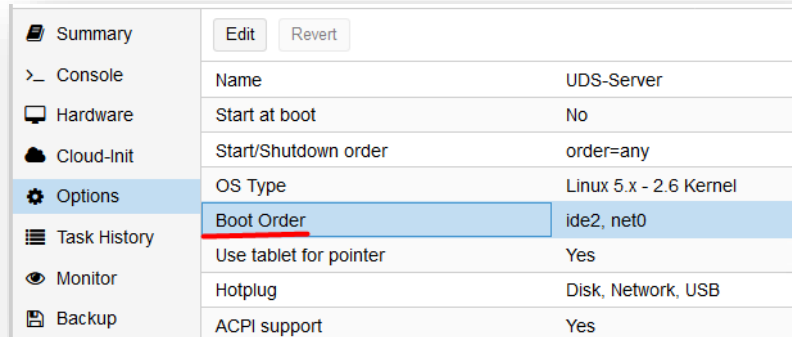 Summary
Console
Hardware
Cloud-Init
Options
Task History
Monitor
Backup
Edit Revert
Name UDS-Server
Start at boot No
Start/Shutdown order order=any
OS Type Linux 5.x - 2.6 Kernel
Boot Order ide2, net0
Use tablet for pointer Yes
Hotplug Disk, Network, USB
ACPI support Yes